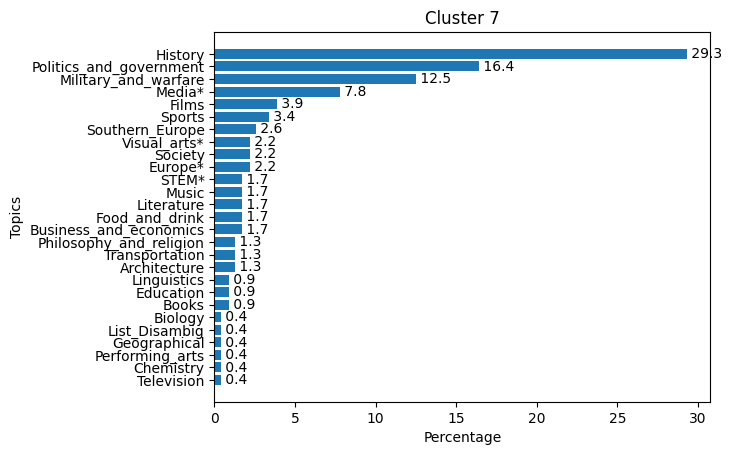 Cluster 7
Topics
History 29.3
Politics_and_government 16.4
Military_and_warfare 12.5
Media* 7.8
Films 3.9
Sports 3.4
Southern_Europe 2.6
Visual_arts* 2.2
Society 2.2
Europe* 2.2
STEM* 1.7
Music 1.7
Literature 1.7
Food_and_drink 1.7
Business_and_economics 1.7
Philosophy_and_religion 1.3
Transportation 1.3
Architecture 1.3
Linguistics 0.9
Education 0.9
Books 0.9
Biology 0.4
List_Disambig 0.4
Geographical 0.4
Performing_arts 0.4
Chemistry 0.4
Television 0.4
0 5 10 15 20 25 30
Percentage